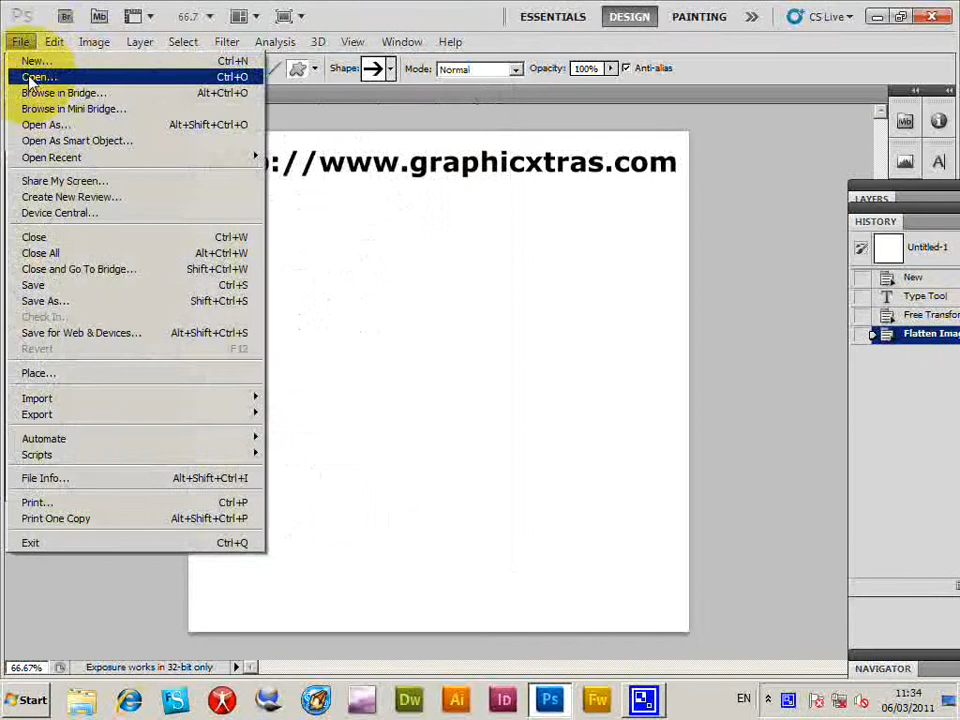 Ps Br Mb 66.7 ESSENTIALS DESIGN PAINTING CS Live
File Edit Image Layer Select Filter Analysis 3D View Window Help
Shape: Mode: Normal Opacity: 100% Anti-alias
New... Ctrl+N
Open... Ctrl+O
Browse in Bridge... Alt+Ctrl+O
Browse in Mini Bridge...
Open As... Alt+Shift+Ctrl+O
Open As Smart Object...
Open Recent
Share My Screen...
Create New Review...
Device Central...
Close Ctrl+W
Close All Alt+Ctrl+W
Close and Go To Bridge... Shift+Ctrl+W
Save Ctrl+S
Save As... Shift+Ctrl+S
Check In...
Save for Web & Devices... Alt+Shift+Ctrl+S
Revert F12
Place...
Import
Export
Automate
Scripts
File Info... Alt+Shift+Ctrl+I
Print... Ctrl+P
Print One Copy Alt+Shift+Ctrl+P
Exit Ctrl+Q
p://www.graphicxtras.com
Mb
A
LAYERS
HISTORY
Untitled-1
New
Type Tool
Free Transfor
Flatten Imag
NAVIGATOR
66.67% Exposure works in 32-bit only
Start Dw Ai Id Ps Fw EN 11:34
06/03/2011